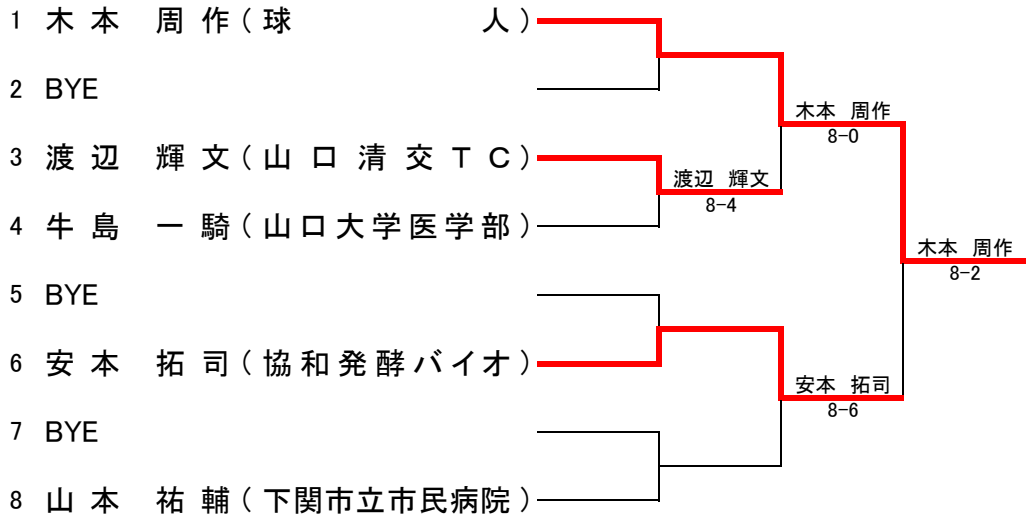 1 木本 周作(球人)
2 BYE
木本 周作
8-0
3 渡辺 輝文(山口清交TC)
渡辺 輝文
8-4
4 牛島 一騎(山口大学医学部)
木本 周作
8-2
5 BYE
6 安本 拓司(協和発酵バイオ)
安本 拓司
8-6
7 BYE
8 山本 祐輔(下関市立市民病院)